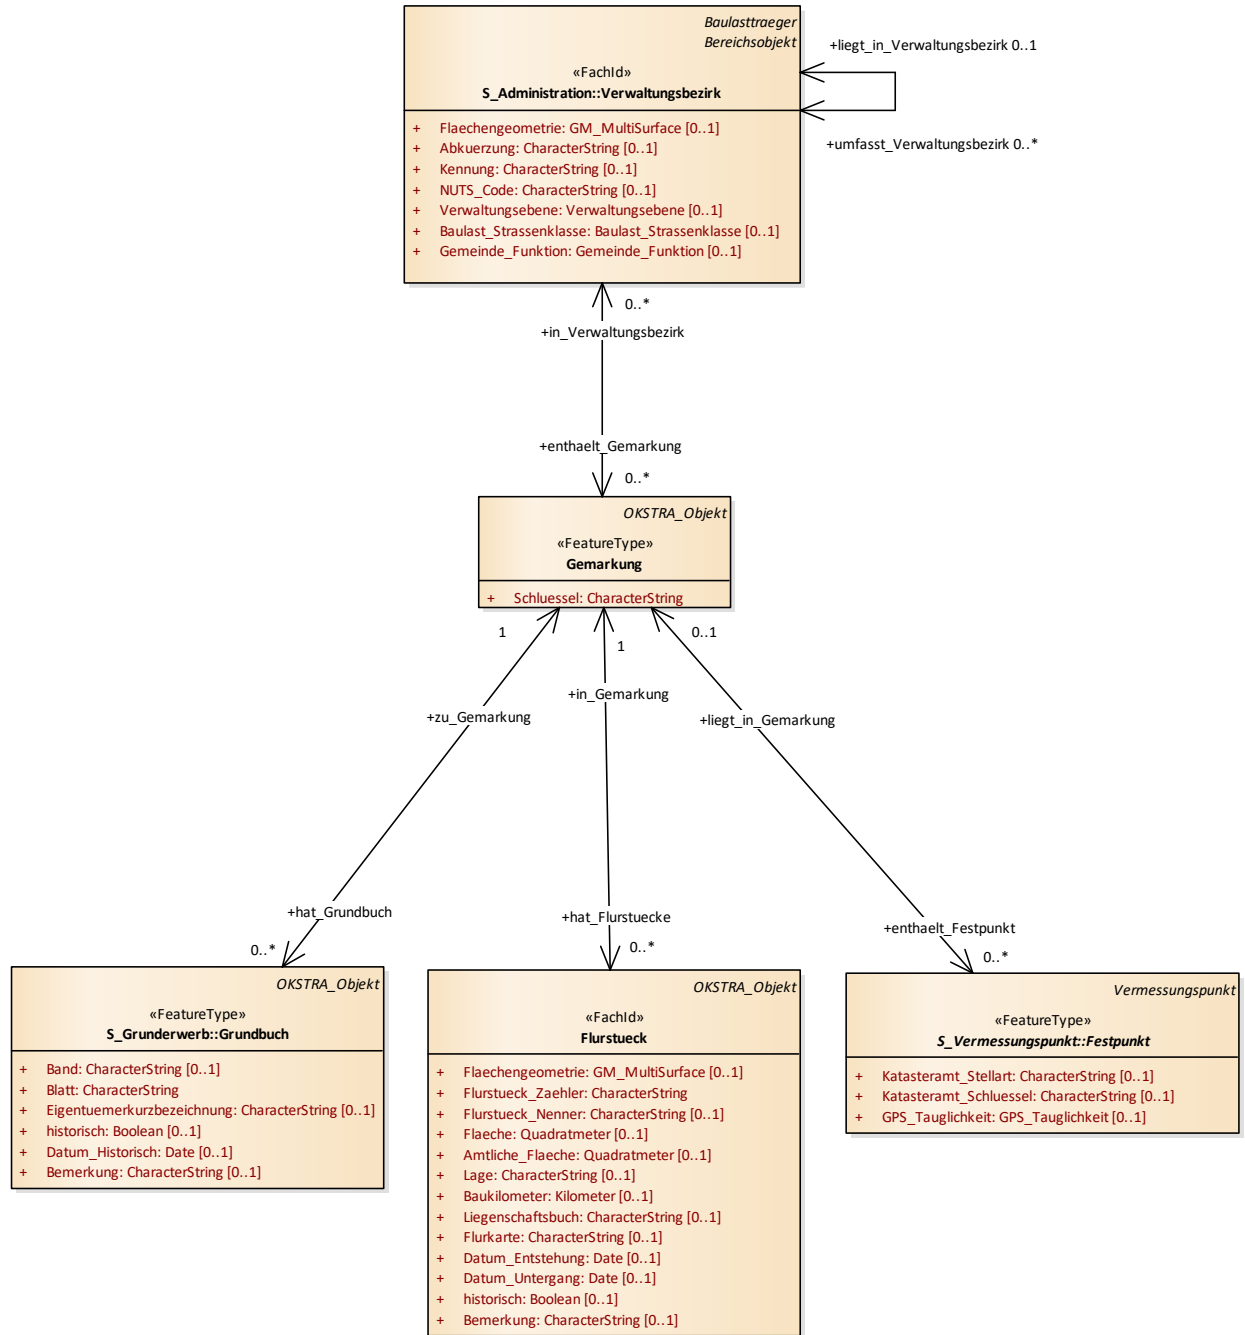 Baulasttraeger
Bereichsobjekt
«FachId»
S_Administration::Verwaltungsbezirk
+ Flaechengeometrie: GM_MultiSurface [0..1]
+ Abkuerzung: CharacterString [0..1]
+ Kennung: CharacterString [0..1]
+ NUTS_Code: CharacterString [0..1]
+ Verwaltungsebene: Verwaltungsebene [0..1]
+ Baulast_Strassenklasse: Baulast_Strassenklasse [0..1]
+ Gemeinde_Funktion: Gemeinde_Funktion [0..1]
+liegt_in_Verwaltungsbezirk 0..1
+umfasst_Verwaltungsbezirk 0..*
0..*
+in_Verwaltungsbezirk
+enthaelt_Gemarkung
0..*
OKSTRA_Objekt
«FeatureType»
Gemarkung
+ Schluessel: CharacterString
1
1
0..1
+in_Gemarkung
+zu_Gemarkung
+liegt_in_Gemarkung
+hat_Grundbuch
+hat_Flurstuecke
+enthaelt_Festpunkt
0..*
0..*
0..*
OKSTRA_Objekt
«FeatureType»
S_Grunderwerb::Grundbuch
+ Band: CharacterString [0..1]
+ Blatt: CharacterString
+ Eigentuemerkurzbezeichnung: CharacterString [0..1]
+ historisch: Boolean [0..1]
+ Datum_Historisch: Date [0..1]
+ Bemerkung: CharacterString [0..1]
OKSTRA_Objekt
«FachId»
Flurstueck
+ Flaechengeometrie: GM_MultiSurface [0..1]
+ Flurstueck_Zaehler: CharacterString
+ Flurstueck_Nenner: CharacterString [0..1]
+ Flaeche: Quadratmeter [0..1]
+ Amtliche_Flaeche: Quadratmeter [0..1]
+ Lage: CharacterString [0..1]
+ Baukilometer: Kilometer [0..1]
+ Liegenschaftsbuch: CharacterString [0..1]
+ Flurkarte: CharacterString [0..1]
+ Datum_Entstehung: Date [0..1]
+ Datum_Untergang: Date [0..1]
+ historisch: Boolean [0..1]
+ Bemerkung: CharacterString [0..1]
Vermessungspunkt
«FeatureType»
S_Vermessungspunkt::Festpunkt
+ Katasteramt_Stellart: CharacterString [0..1]
+ Katasteramt_Schluessel: CharacterString [0..1]
+ GPS_Tauglichkeit: GPS_Tauglichkeit [0..1]